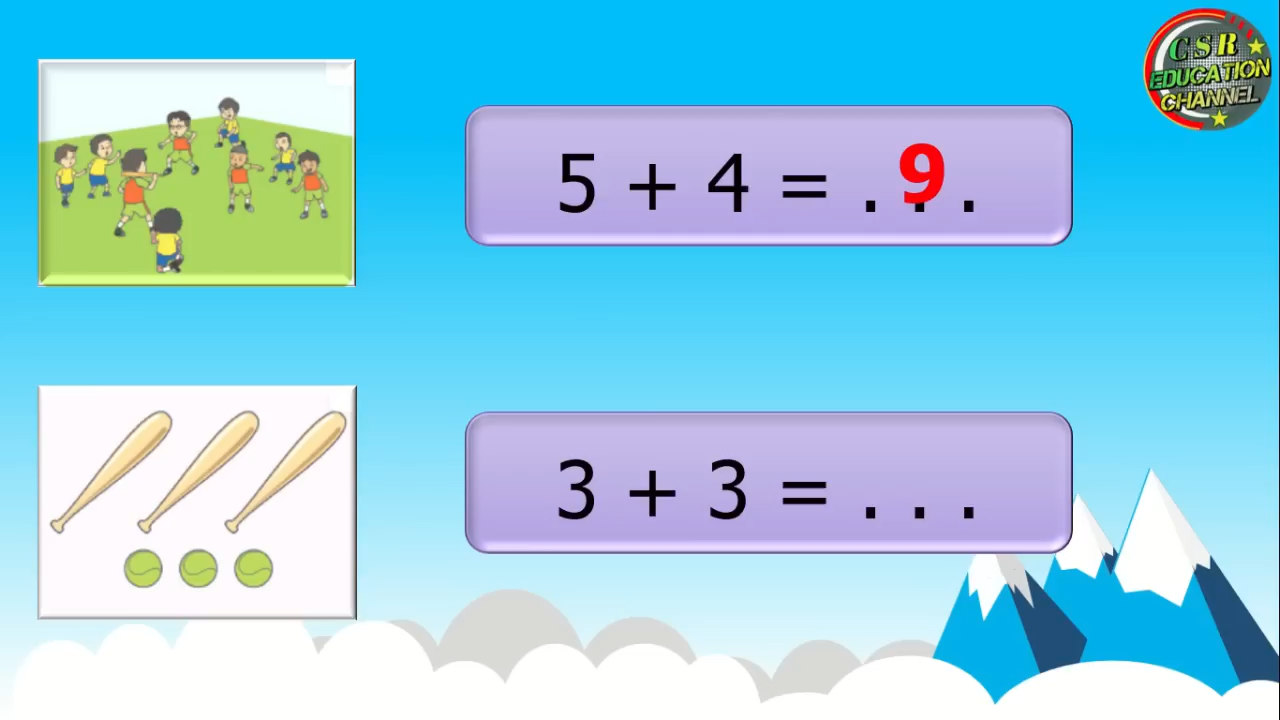 CSR
EDUCATION
CHANNEL
5 + 4 = . 9 .
3 + 3 = . . .